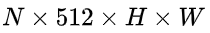 N × 512 × H × W